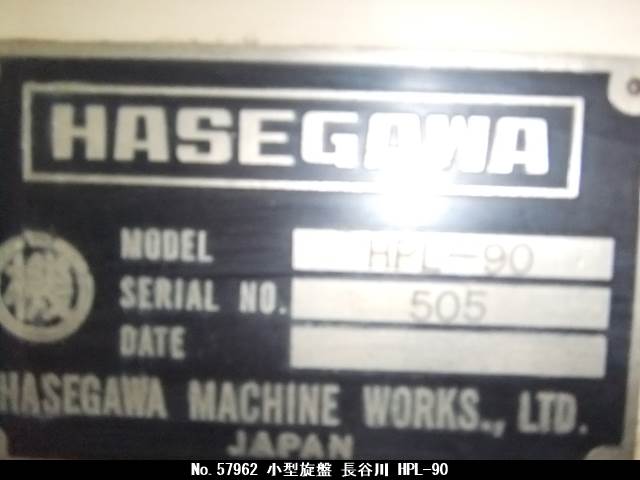 HASEGAWA
MODEL HPL-90
SERIAL NO. 505
DATE
HASEGAWA MACHINE WORKS., LTD.
JAPAN
No.57962 小型旋盤 長谷川 HPL-90